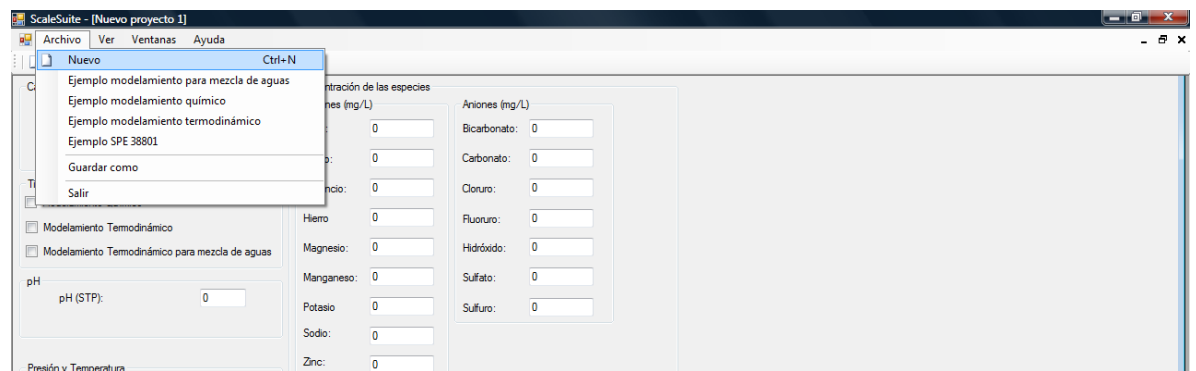 ScaleSuite - [Nuevo proyecto 1]
Archivo Ver Ventanas Ayuda
Nuevo Ctrl+N
Ejemplo modelamiento para mezcla de aguas
Ejemplo modelamiento químico
Ejemplo modelamiento termodinámico
Ejemplo SPE 38801
Guardar como
Salir
de las especies
(mg/L) Aniones (mg/L)
0 Bicarbonato: 0
0 Carbonato: 0
0 Cloruro: 0
Hierro 0 Fluoruro: 0
Modelamiento Termodinámico
Magnesio: 0 Hidróxido: 0
Modelamiento Termodinámico para mezcla de aguas
Manganeso: 0 Sulfato: 0
pH
pH (STP): 0
Potasio 0 Sulfuro: 0
Sodio: 0
Zinc: 0
Presión y Temperatura